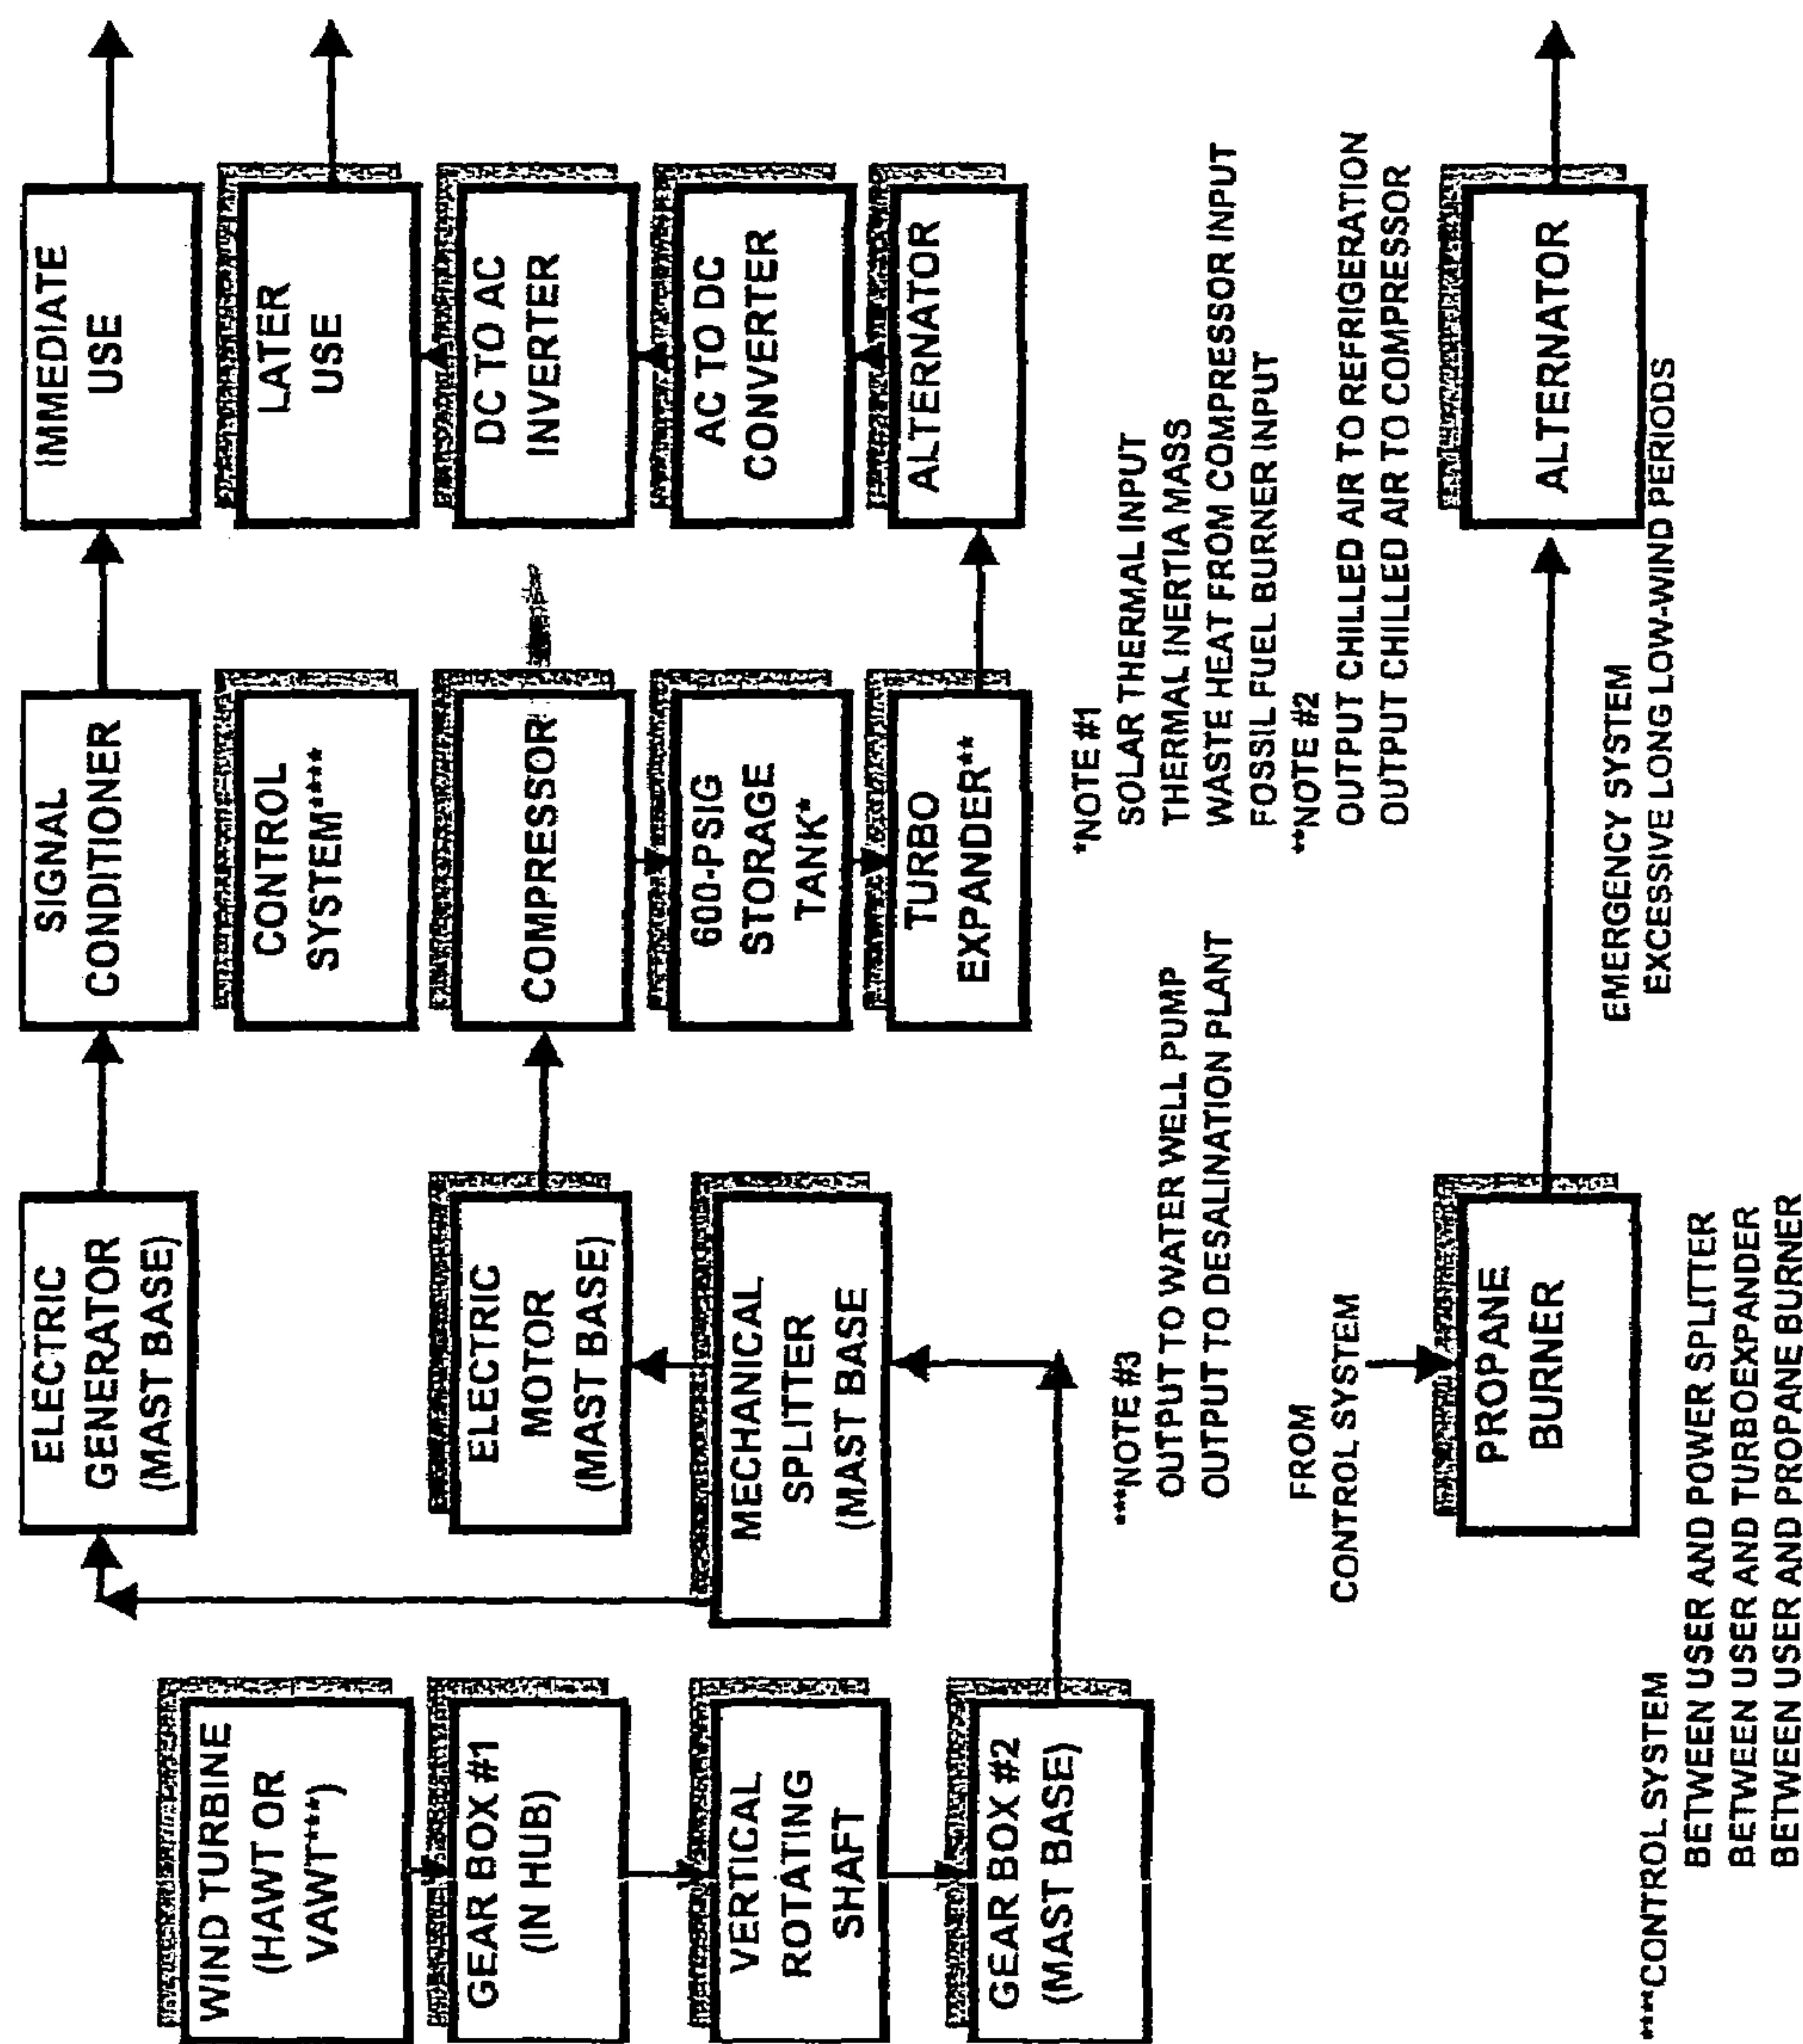 WIND TURBINE
(HAWT OR
VAWT***)
GEAR BOX #1
(IN HUB)
VERTICAL
ROTATING
SHAFT
GEAR BOX #2
(MAST BASE)
ELECTRIC
GENERATOR
(MAST BASE)
ELECTRIC
MOTOR
(MAST BASE)
MECHANICAL
SPLITTER
(MAST BASE)
SIGNAL
CONDITIONER
CONTROL
SYSTEM****
COMPRESSOR
600-PSIG
STORAGE
TANK*
TURBO
EXPANDER**
IMMEDIATE
USE
LATER
USE
DC TO AC
INVERTER
AC TO DC
CONVERTER
ALTERNATOR
*NOTE #1
SOLAR THERMAL INPUT
THERMAL INERTIA MASS
WASTE HEAT FROM COMPRESSOR INPUT
FOSSIL FUEL BURNER INPUT
**NOTE #2
OUTPUT CHILLED AIR TO REFRIGERATION
OUTPUT CHILLED AIR TO COMPRESSOR
***NOTE #3
OUTPUT TO WATER WELL PUMP
OUTPUT TO DESALINATION PLANT
FROM
CONTROL SYSTEM
PROPANE
BURNER
ALTERNATOR
EMERGENCY SYSTEM
EXCESSIVE LONG LOW-WIND PERIODS
****CONTROL SYSTEM
BETWEEN USER AND POWER SPLITTER
BETWEEN USER AND TURBOEXPANDER
BETWEEN USER AND PROPANE BURNER